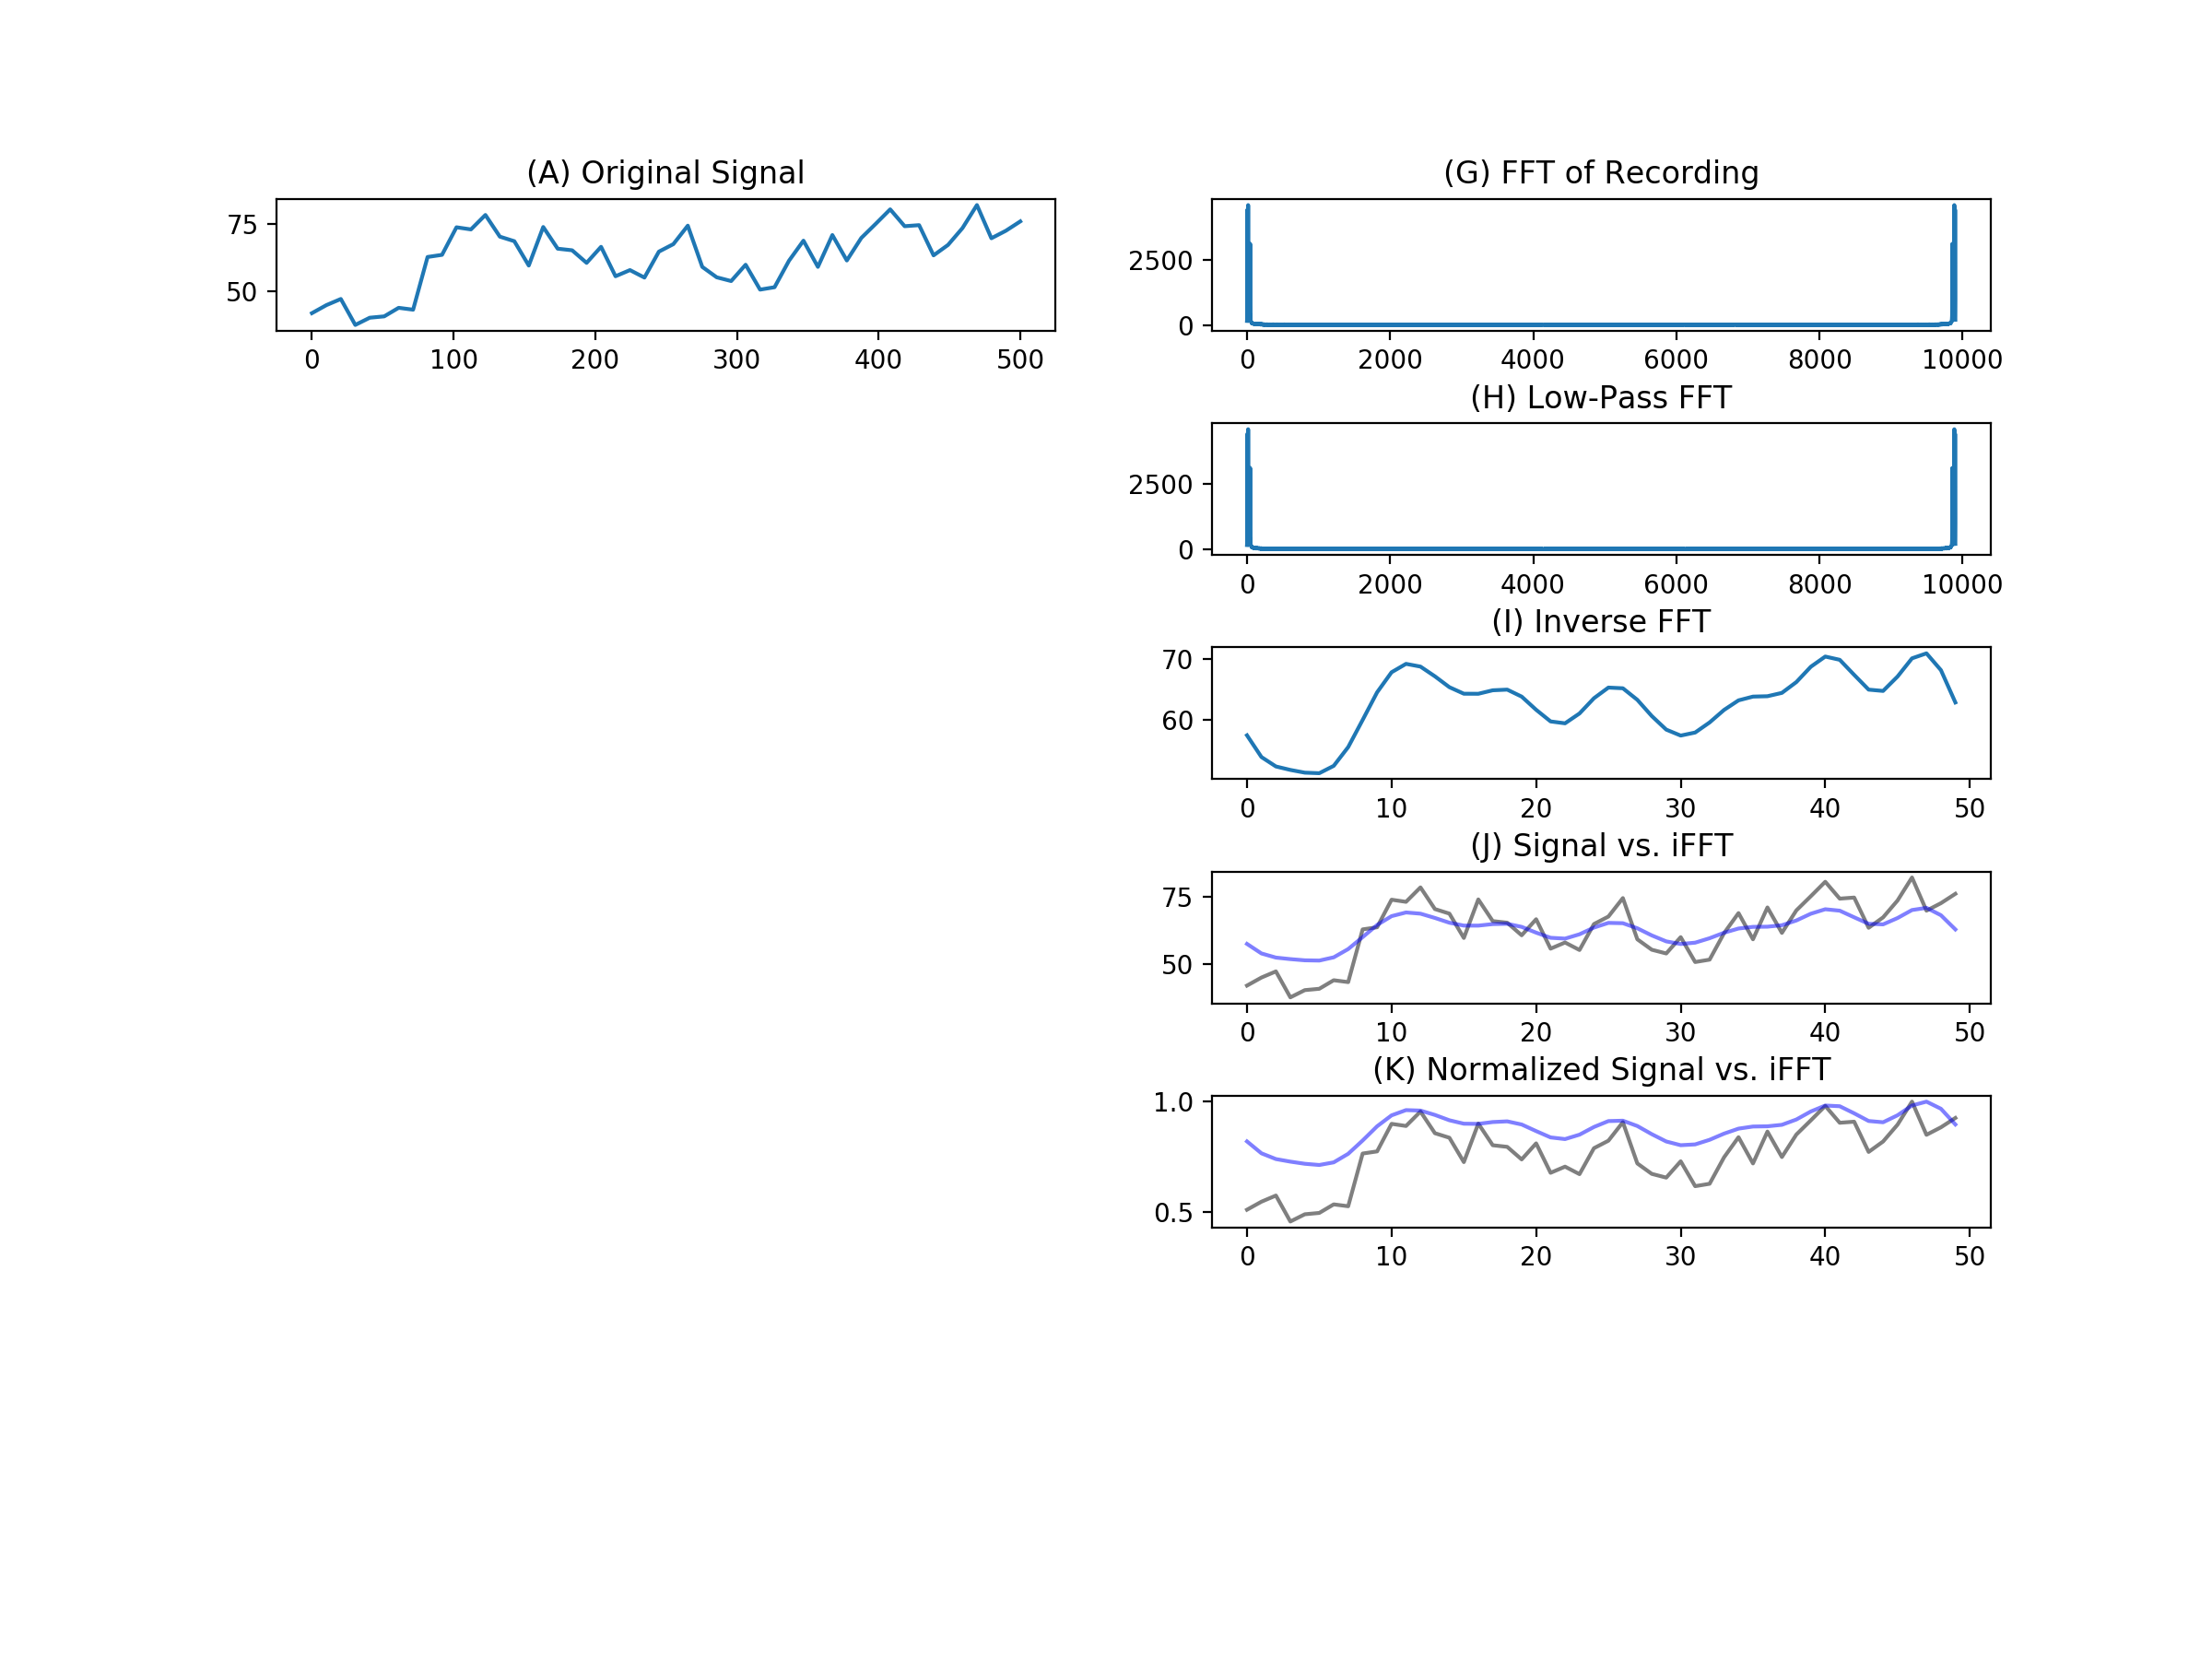 (A) Original Signal
75
50
0 100 200 300 400 500
(G) FFT of Recording
2500
0
0 2000 4000 6000 8000 10000
(H) Low-Pass FFT
2500
0
0 2000 4000 6000 8000 10000
(I) Inverse FFT
70
60
0 10 20 30 40 50
(J) Signal vs. iFFT
75
50
0 10 20 30 40 50
(K) Normalized Signal vs. iFFT
1.0
0.5
0 10 20 30 40 50